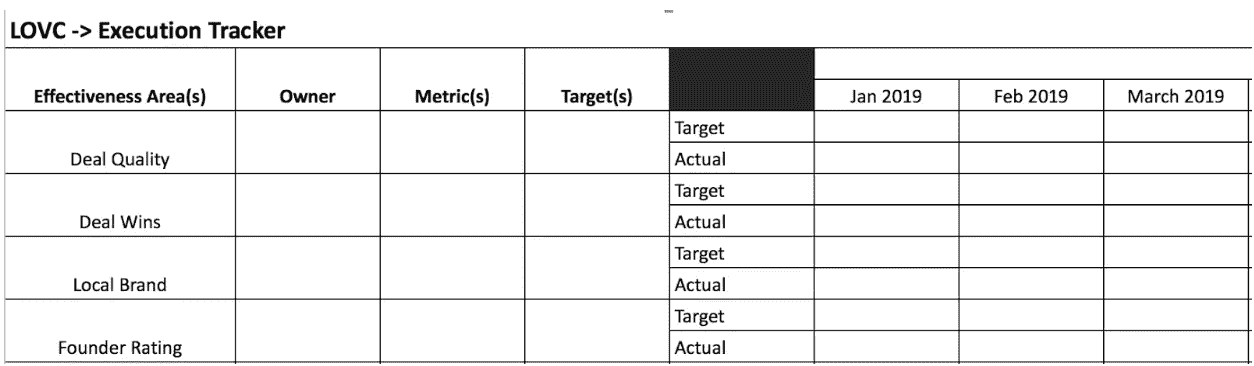 LOVC -> Execution Tracker
Effectiveness Area(s) Owner Metric(s) Target(s) Jan 2019 Feb 2019 March 2019
Target
Deal Quality Actual
Target
Deal Wins Actual
Target
Local Brand Actual
Target
Founder Rating Actual